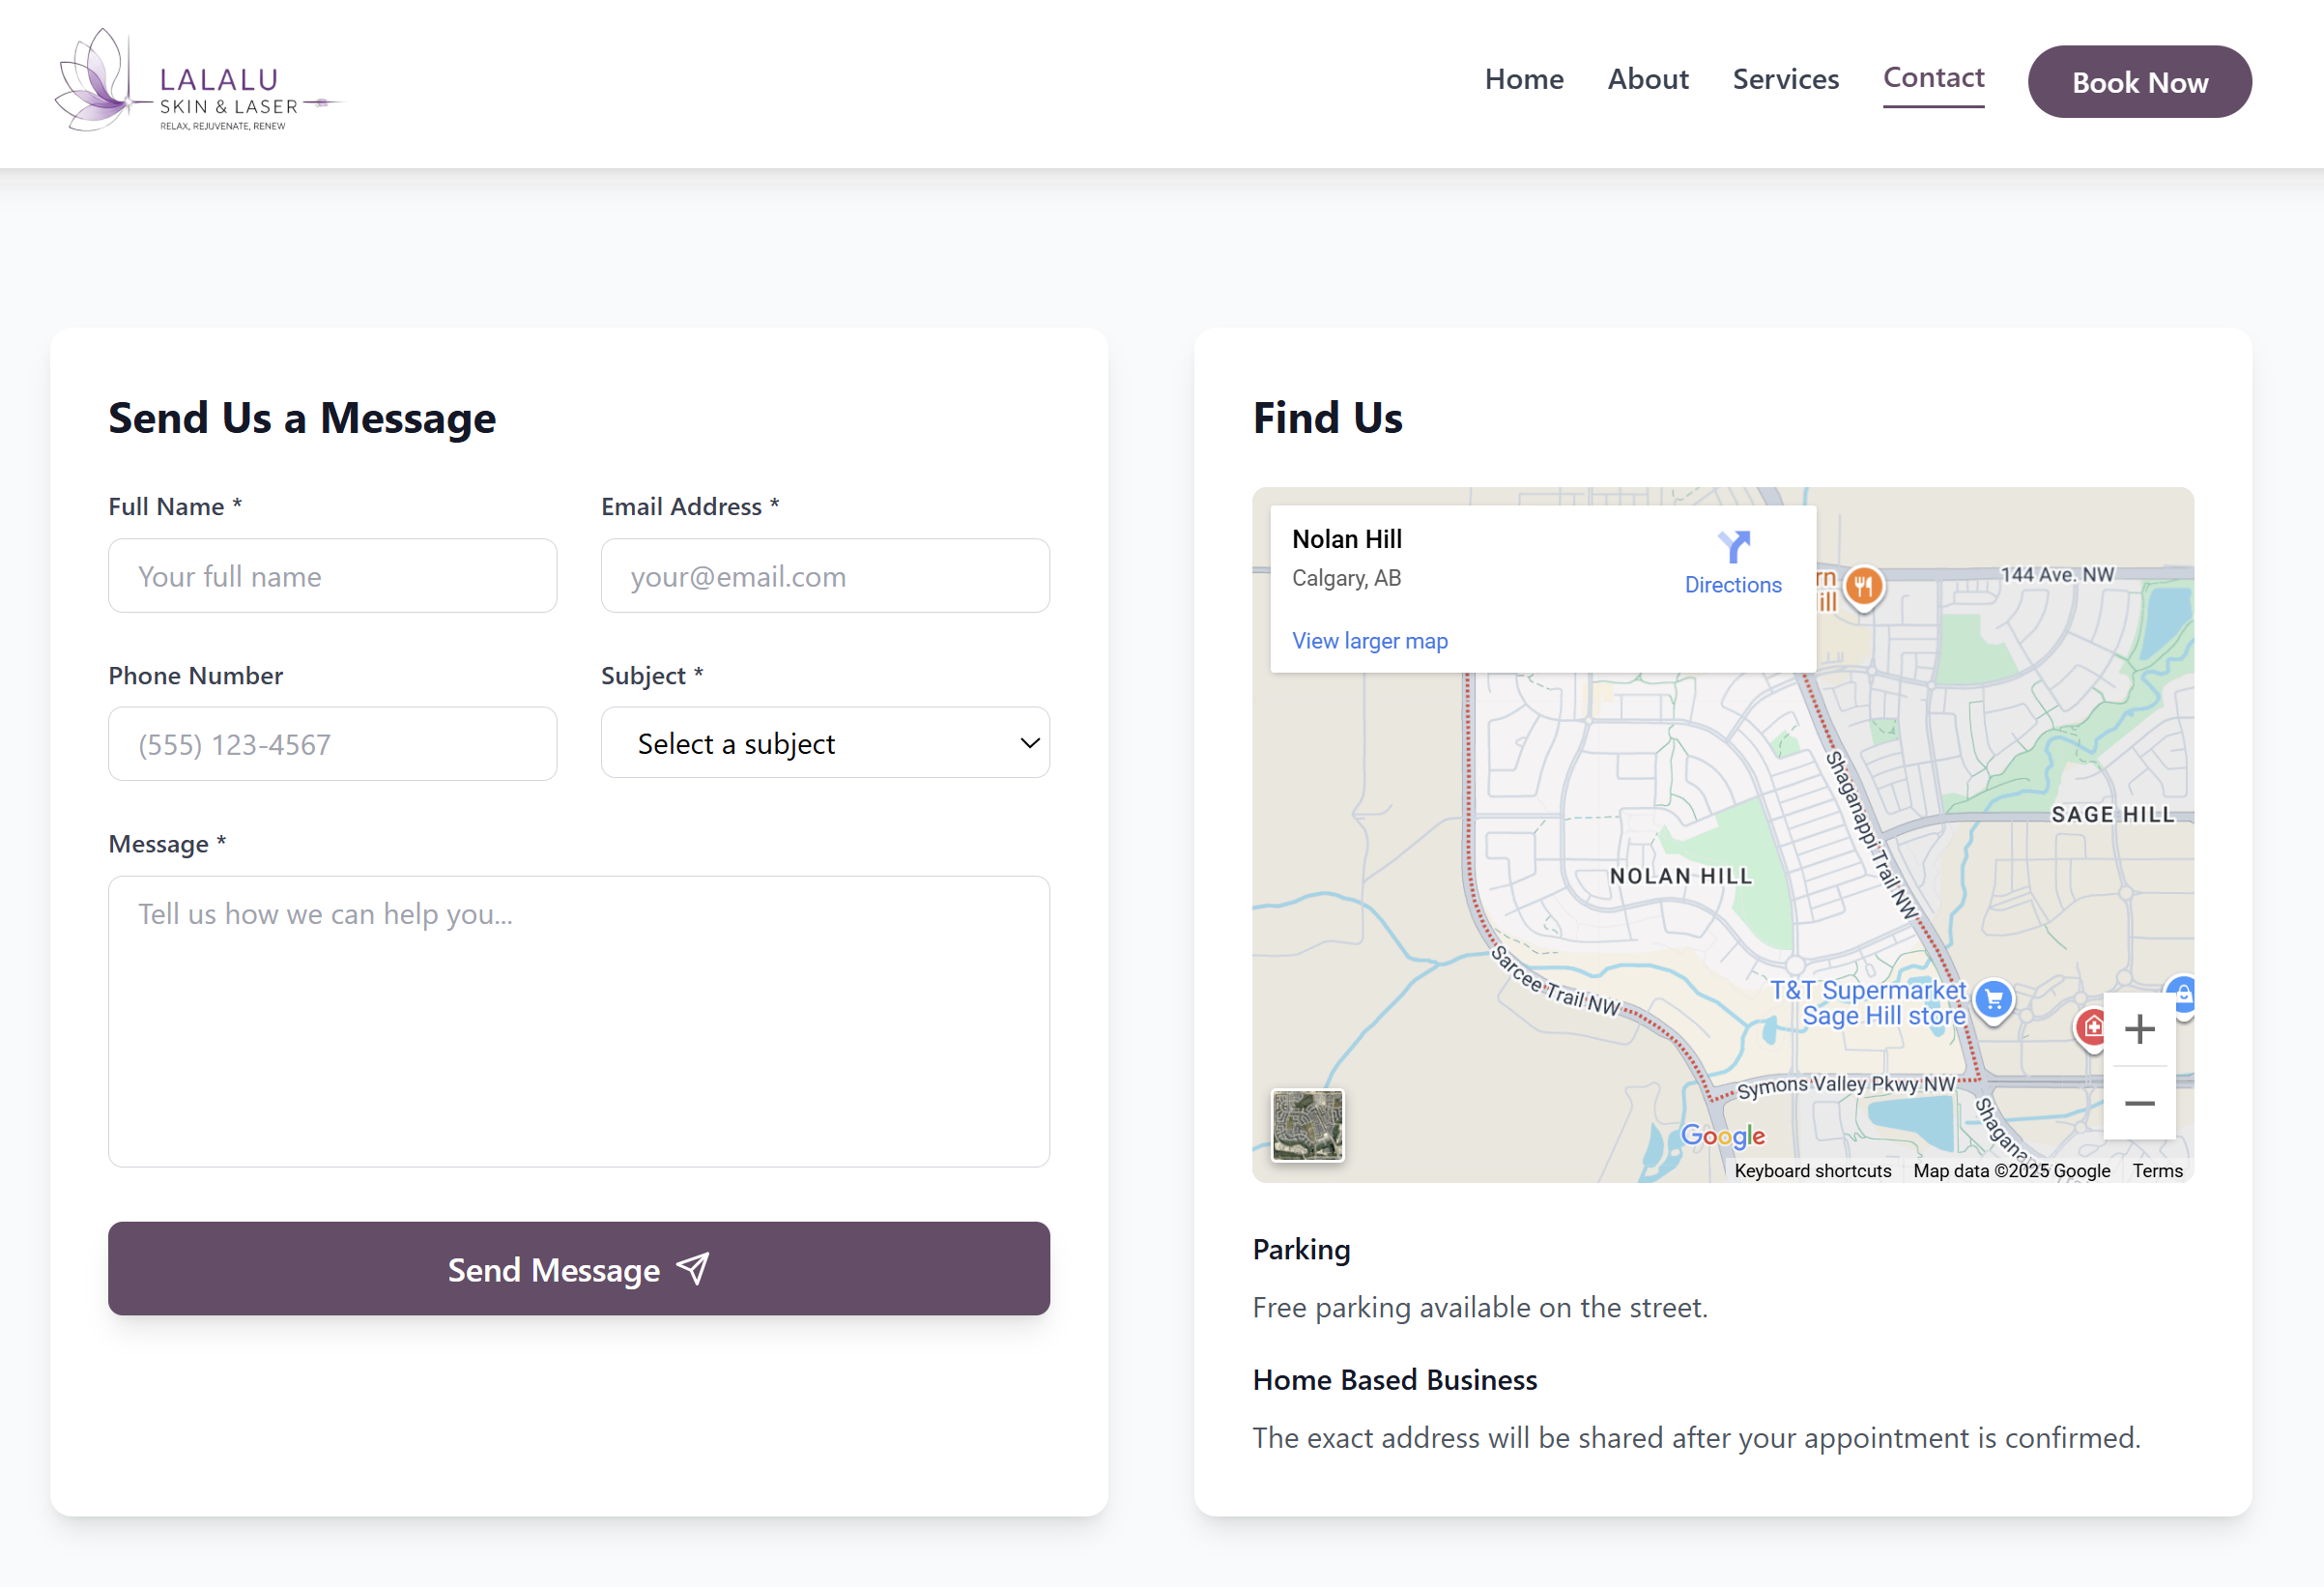 LALALU
SKIN & LASER
RELAX, REJUVENATE, RENEW
Home
About
Services
Contact
Book Now
Send Us a Message
Full Name *
Email Address *
Your full name
your@email.com
Phone Number
Subject *
(555) 123-4567
Select a subject
Message *
Tell us how we can help you...
Send Message
Find Us
Nolan Hill
Calgary, AB
Directions
View larger map
rn
ill
144 Ave. NW
SAGE HILL
Shaganappi Trail NW
NOLAN HILL
Sarcee Trail NW
T&T Supermarket
Sage Hill store
Symons Valley Pkwy NW
Google
Keyboard shortcuts
Map data ©2025 Google
Terms
Parking
Free parking available on the street.
Home Based Business
The exact address will be shared after your appointment is confirmed.